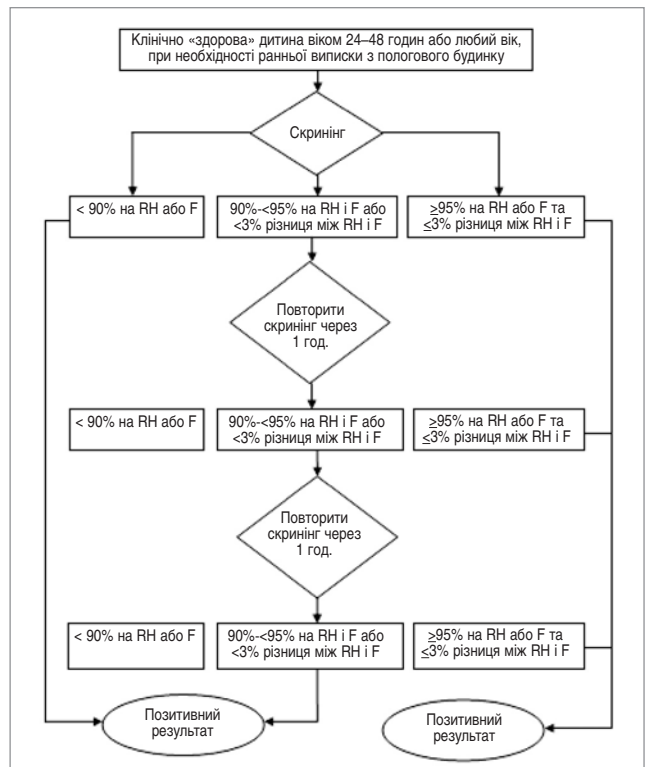 Клінічно «здорова» дитина віком 24–48 годин або любий вік,
при необхідності ранньої виписки з пологового будинку
Скринінг
< 90% на RH або F
90%-<95% на RH і F або
<3% різниця між RH і F
≥95% на RH або F та
≤3% різниця між RH і F
Повторити
скринінг через
1 год.
< 90% на RH або F
90%-<95% на RH і F або
<3% різниця між RH і F
≥95% на RH або F та
≤3% різниця між RH і F
Повторити
скринінг через
1 год.
< 90% на RH або F
90%-<95% на RH і F або
<3% різниця між RH і F
≥95% на RH або F та
≤3% різниця між RH і F
Позитивний
результат
Позитивний
результат